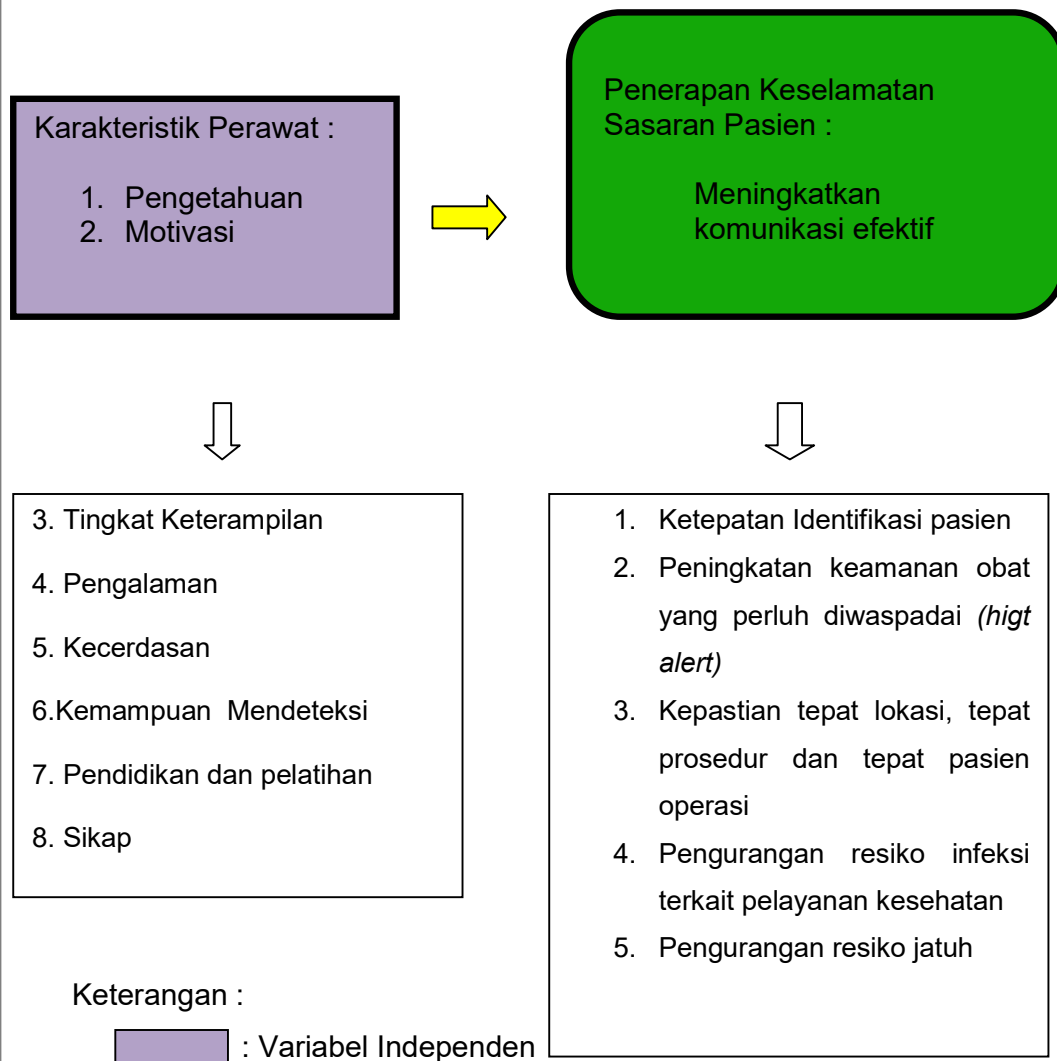 Karakteristik Perawat :
1. Pengetahuan
2. Motivasi
Penerapan Keselamatan
Sasaran Pasien :
Meningkatkan
komunikasi efektif
3. Tingkat Keterampilan
4. Pengalaman
5. Kecerdasan
6.Kemampuan Mendeteksi
7. Pendidikan dan pelatihan
8. Sikap
1. Ketepatan Identifikasi pasien
2. Peningkatan keamanan obat
yang perluh diwaspadai (higt
alert)
3. Kepastian tepat lokasi, tepat
prosedur dan tepat pasien
operasi
4. Pengurangan resiko infeksi
terkait pelayanan kesehatan
5. Pengurangan resiko jatuh
Keterangan :
: Variabel Independen